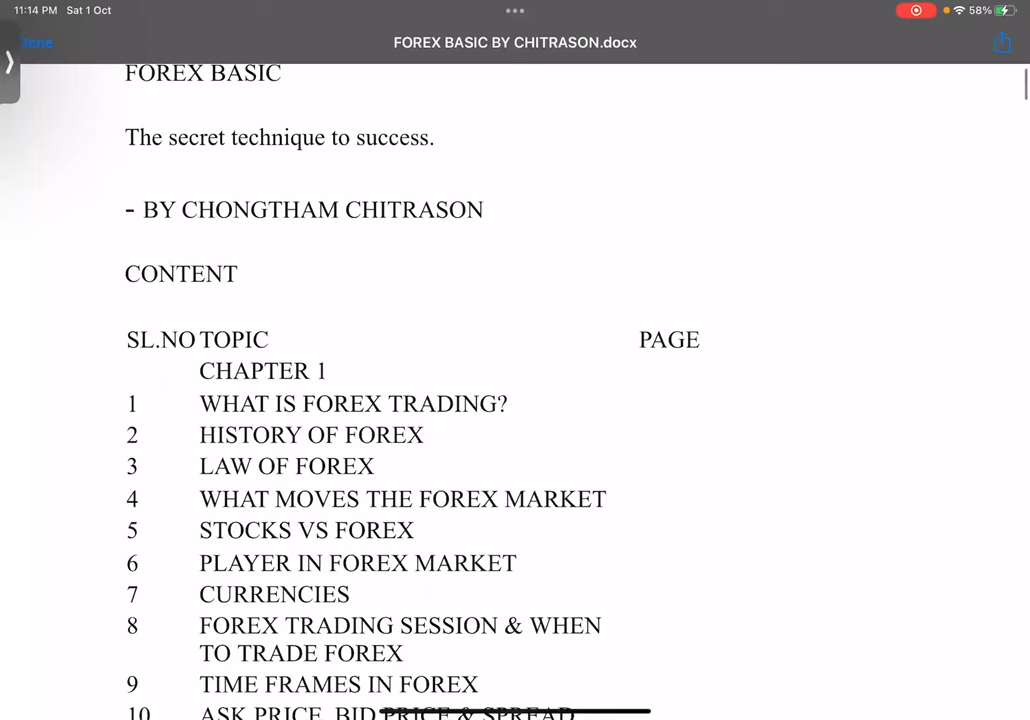 11:14 PM Sat 1 Oct
58%
Done
FOREX BASIC BY CHITRASON.docx
FOREX BASIC
The secret technique to success.
- BY CHONGTHAM CHITRASON
CONTENT
SL.NO TOPIC PAGE
CHAPTER 1
1 WHAT IS FOREX TRADING?
2 HISTORY OF FOREX
3 LAW OF FOREX
4 WHAT MOVES THE FOREX MARKET
5 STOCKS VS FOREX
6 PLAYER IN FOREX MARKET
7 CURRENCIES
8 FOREX TRADING SESSION & WHEN
TO TRADE FOREX
9 TIME FRAMES IN FOREX
10 ASK PRICE, BID PRICE & SPREAD